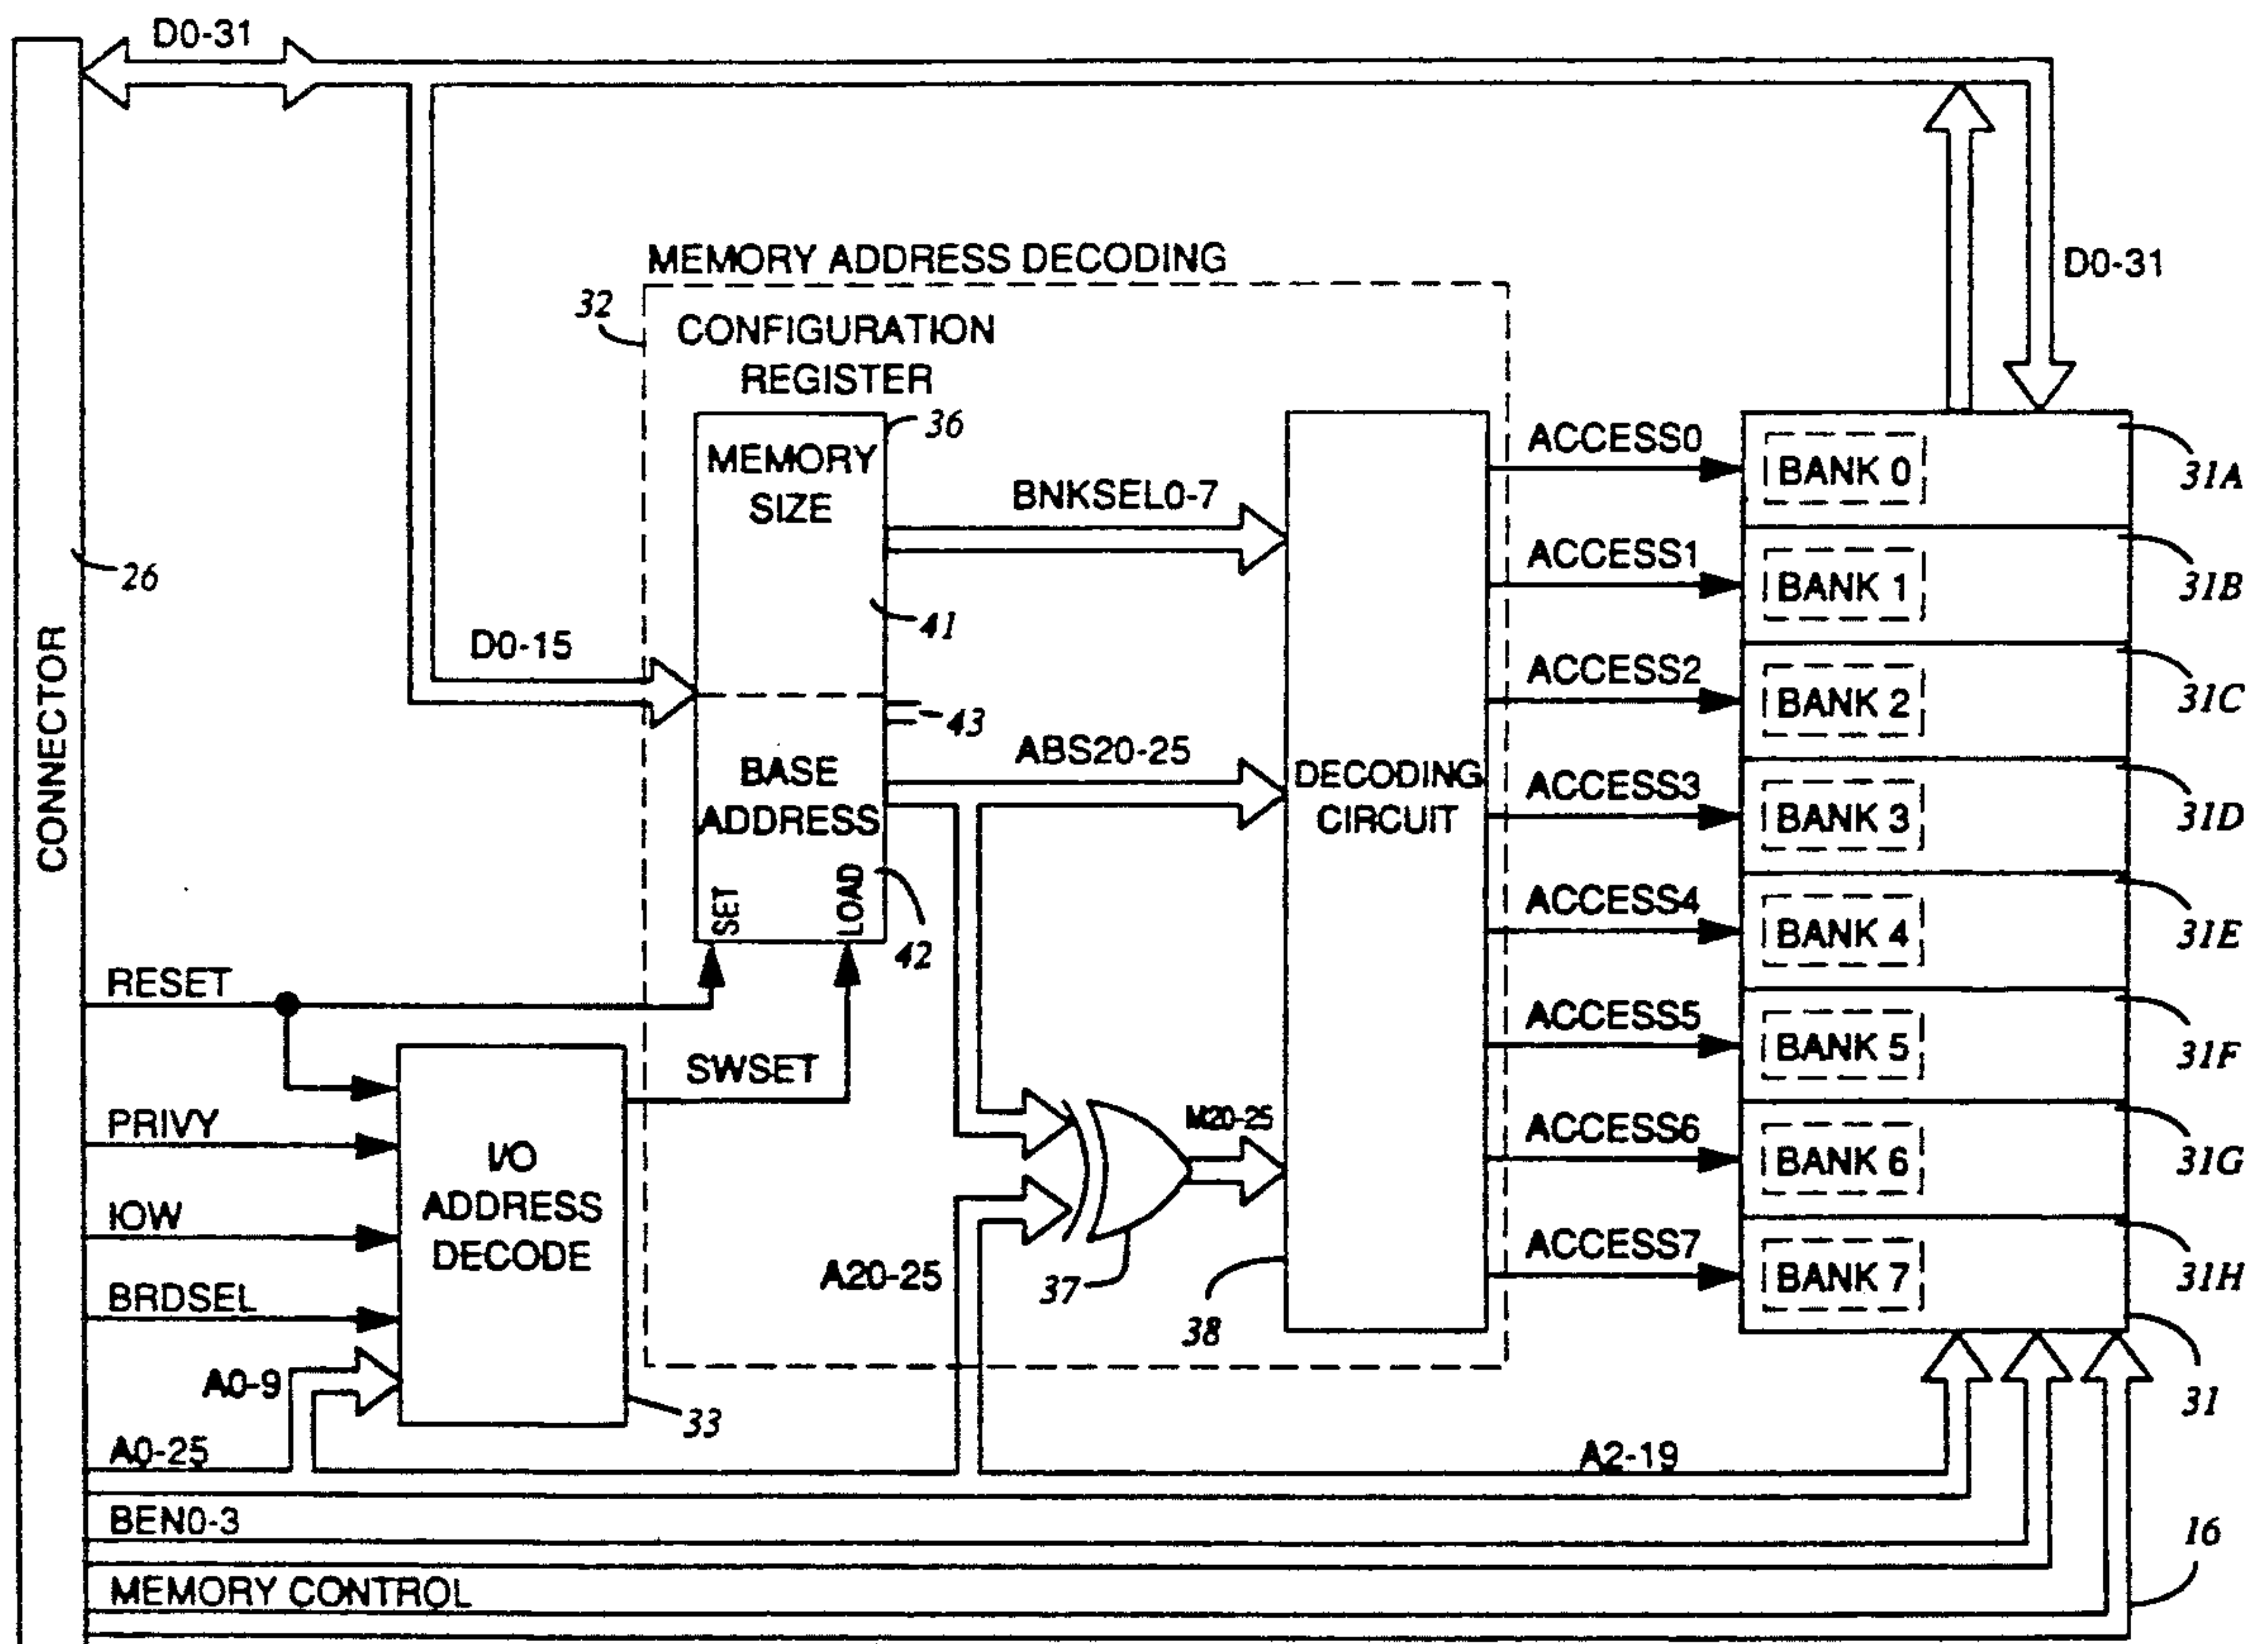 D0-31
MEMORY ADDRESS DECODING
D0-31
32
CONFIGURATION
REGISTER
36
MEMORY
SIZE
BNKSEL0-7
41
D0-15
43
ABS20-25
BASE
ADDRESS
SET
LOAD
42
DECODING
CIRCUIT
ACCESS0
BANK 0
31A
ACCESS1
BANK 1
31B
ACCESS2
BANK 2
31C
ACCESS3
BANK 3
31D
ACCESS4
BANK 4
31E
ACCESS5
BANK 5
31F
ACCESS6
BANK 6
31G
ACCESS7
BANK 7
31H
26
CONNECTOR
RESET
SWSET
PRIVY
I/O
ADDRESS
DECODE
IOW
BRDSEL
A0-9
33
M20-25
A20-25
37
38
31
A0-25
A2-19
BEN0-3
16
MEMORY CONTROL